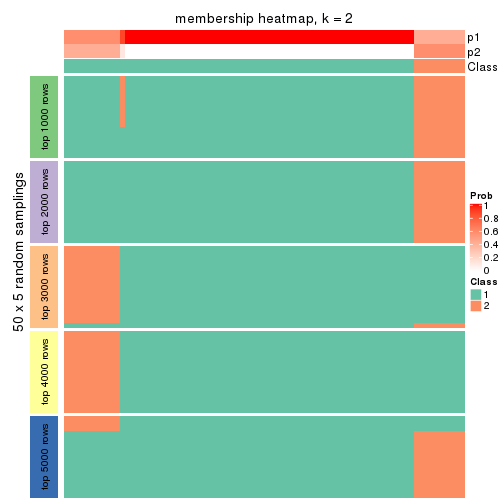 membership heatmap, k = 2
p1
p2
Class
50 x 5 random samplings
top 1000 rows
top 2000 rows
top 3000 rows
top 4000 rows
top 5000 rows
Prob
1
0.8
0.6
0.4
0.2
0
Class
1
2